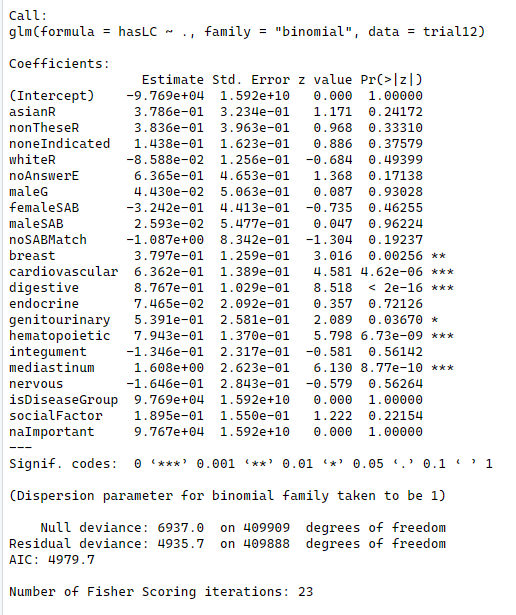 Call:
glm(formula = hasLC ~ ., family = "binomial", data = trial12)
Coefficients:
Estimate Std. Error z value Pr(>|z|)
(Intercept) -9.769e+04 1.592e+10 0.000 1.00000
asianR 3.786e-01 3.234e-01 1.171 0.24172
nonTheseR 3.836e-01 3.963e-01 0.968 0.33310
noneIndicated 1.438e-01 1.623e-01 0.886 0.37579
whiteR -8.588e-02 1.256e-01 -0.684 0.49399
noAnswerE 6.365e-01 4.653e-01 1.368 0.17138
maleG 4.430e-02 5.063e-01 0.087 0.93028
femaleSAB -3.242e-01 4.413e-01 -0.735 0.46255
maleSAB 2.593e-02 5.477e-01 0.047 0.96224
noSABMatch -1.087e+00 8.342e-01 -1.304 0.19237
breast 3.797e-01 1.259e-01 3.016 0.00256 **
cardiovascular 6.362e-01 1.389e-01 4.581 4.62e-06 ***
digestive 8.767e-01 1.029e-01 8.518 < 2e-16 ***
endocrine 7.465e-02 2.092e-01 0.357 0.72126
genitourinary 5.391e-01 2.581e-01 2.089 0.03670 *
hematopoietic 7.943e-01 1.370e-01 5.798 6.73e-09 ***
integument -1.346e-01 2.317e-01 -0.581 0.56142
mediastinum 1.608e+00 2.623e-01 6.130 8.77e-10 ***
nervous -1.646e-01 2.843e-01 -0.579 0.56264
isDiseaseGroup 9.769e+04 1.592e+10 0.000 1.00000
socialFactor 1.895e-01 1.550e-01 1.222 0.22154
naImportant 9.767e+04 1.592e+10 0.000 1.00000
---
Signif. codes: 0 ‘***’ 0.001 ‘**’ 0.01 ‘*’ 0.05 ‘.’ 0.1 ‘ ’ 1
(Dispersion parameter for binomial family taken to be 1)
Null deviance: 6937.0 on 409909 degrees of freedom
Residual deviance: 4935.7 on 409888 degrees of freedom
AIC: 4979.7
Number of Fisher Scoring iterations: 23